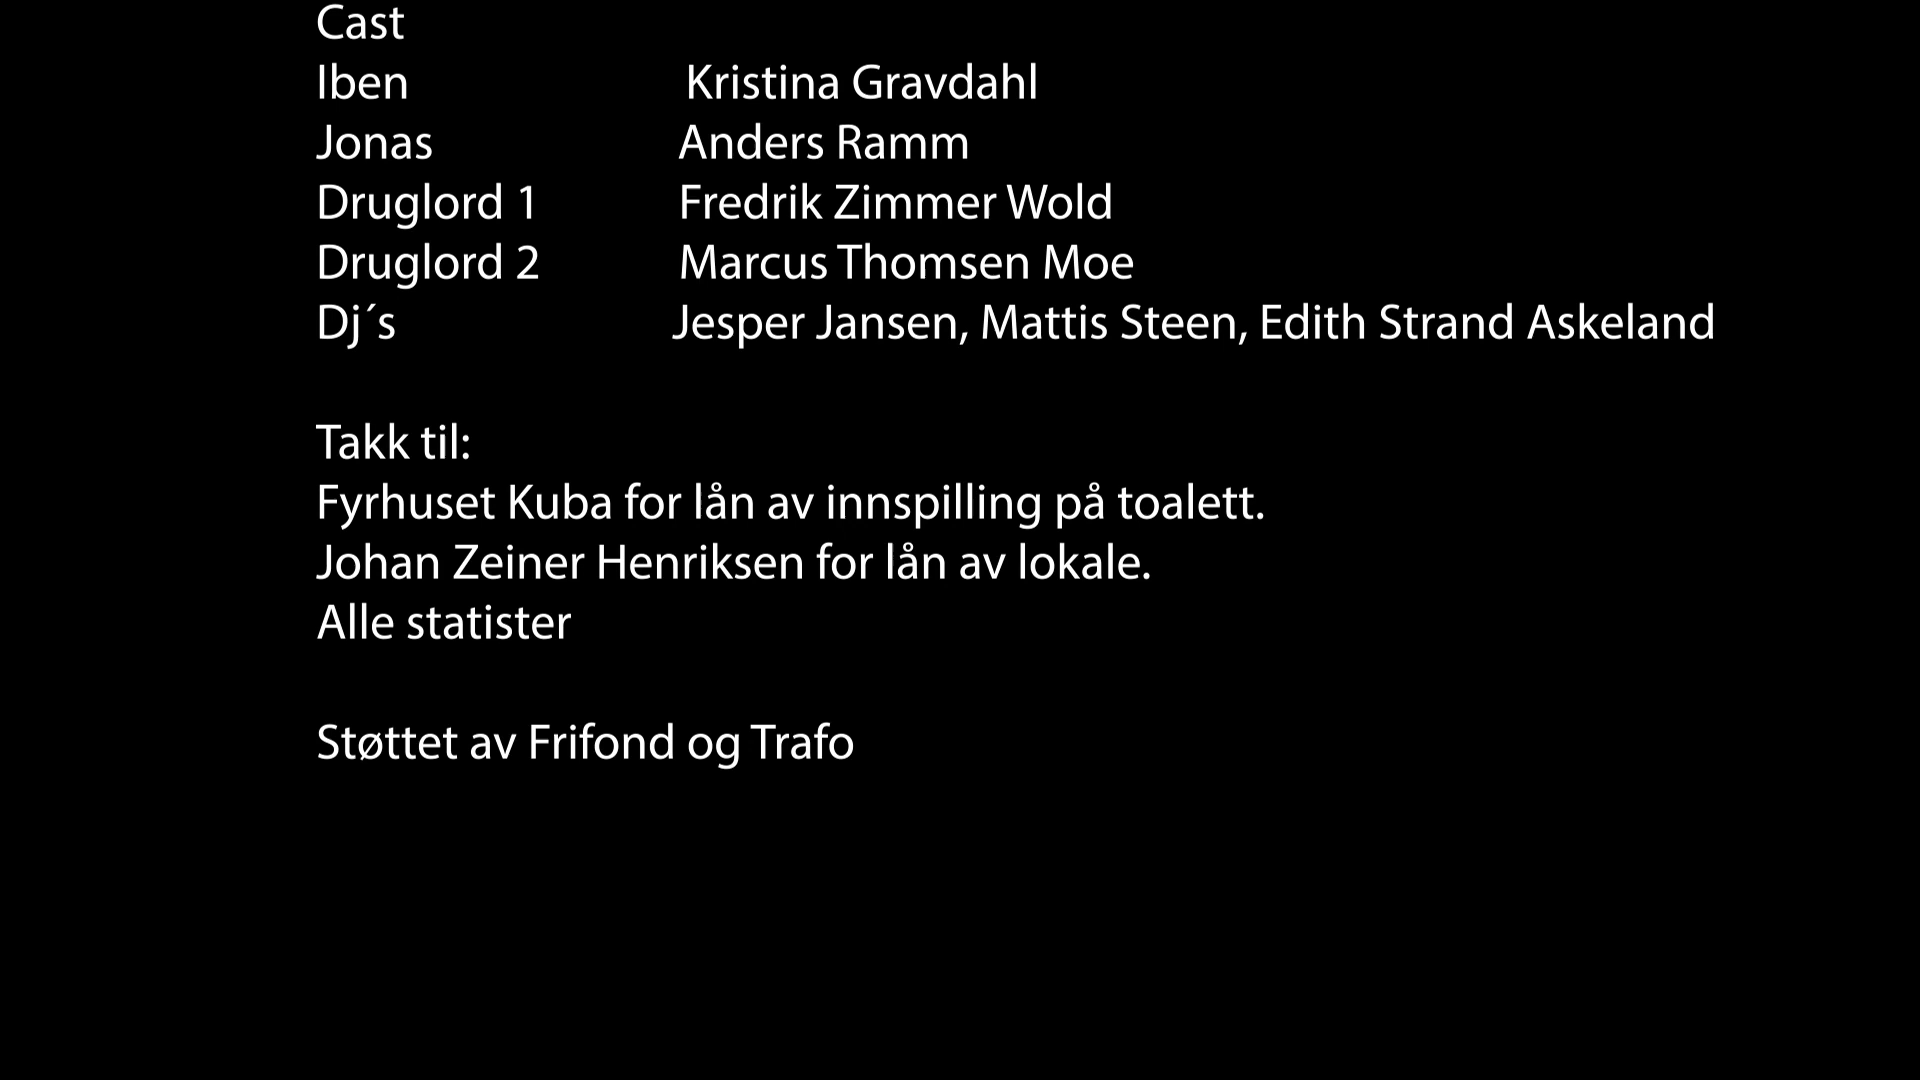 Cast
Iben Kristina Gravdahl
Jonas Anders Ramm
Druglord 1 Fredrik Zimmer Wold
Druglord 2 Marcus Thomsen Moe
Dj´s Jesper Jansen, Mattis Steen, Edith Strand Askeland
Takk til:
Fyrhuset Kuba for lån av innspilling på toalett.
Johan Zeiner Henriksen for lån av lokale.
Alle statister
Støttet av Frifond og Trafo